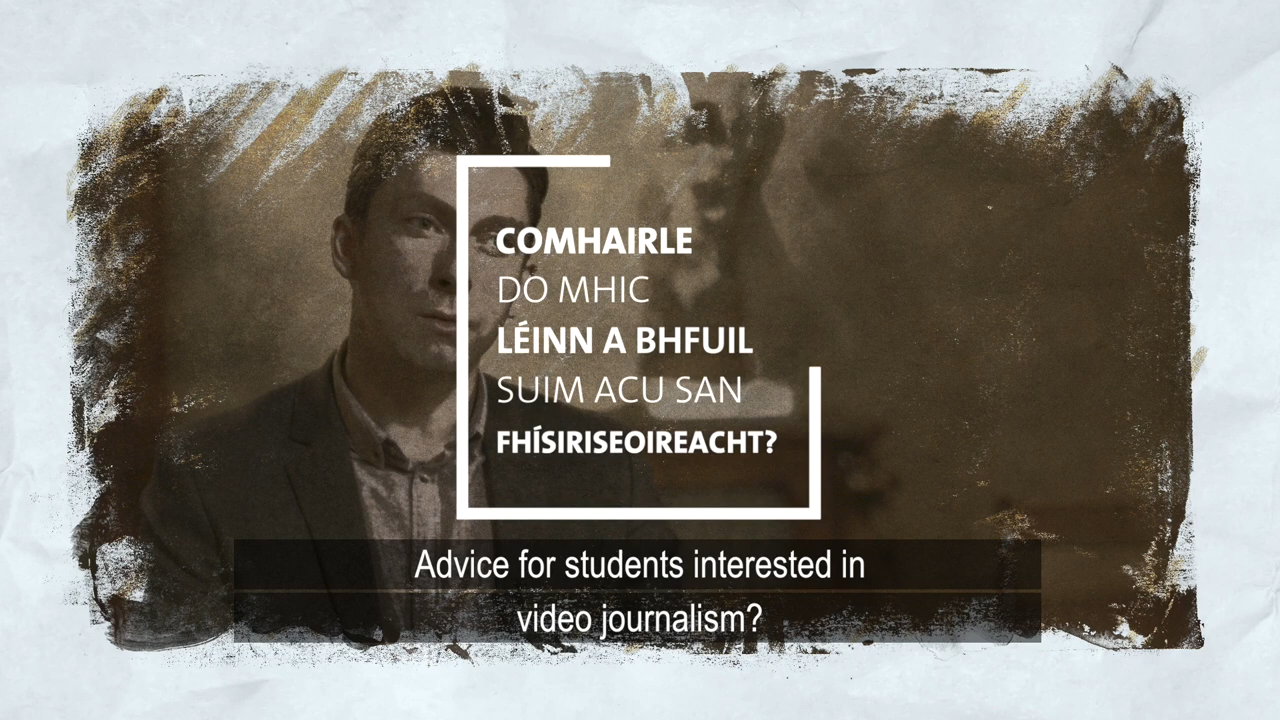 COMHAIRLE
DO MHIC
LÉINN A BHFUIL
SUIM ACU SAN
FHÍSIRISEOIREACHT?
Advice for students interested in
video journalism?